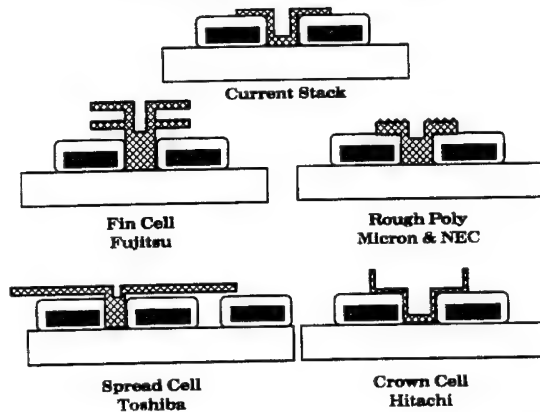 Current Stack
Fin Cell
Fujitsu
Rough Poly
Micron & NEC
Spread Cell
Toshiba
Crown Cell
Hitachi